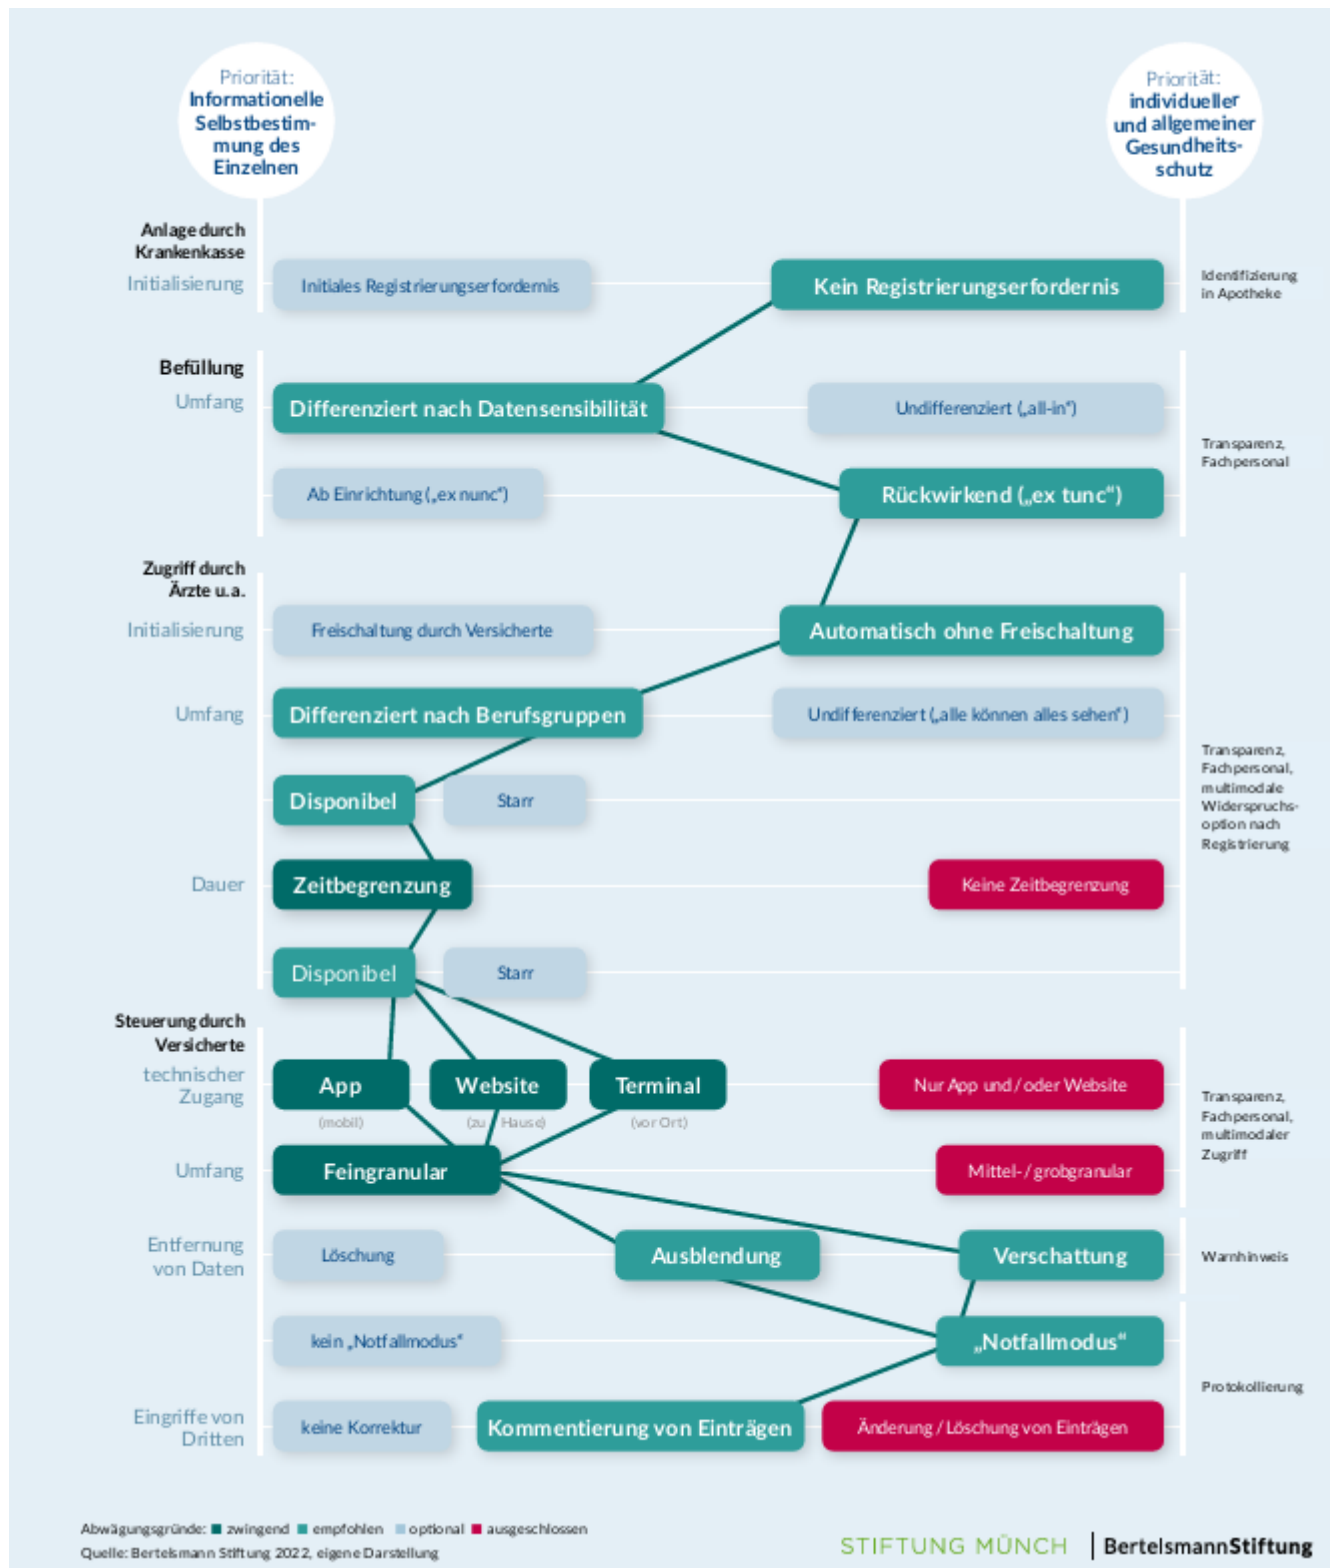 Priorität:
Informationelle
Selbstbestim-
mung des
Einzelnen
Priorität:
individueller
und allgemeiner
Gesundheits-
schutz
Anlage durch
Krankenkasse
Initialisierung
Initiales Registrierungserfordernis
Kein Registrierungserfordernis
Identifizierung
in Apotheke
Befüllung
Umfang
Differenziert nach Datensensibilität
Undifferenziert („all-in“)
Transparenz,
Fachpersonal
Ab Einrichtung („ex nunc“)
Rückwirkend („ex tunc“)
Zugriff durch
Ärzte u.a.
Initialisierung
Freischaltung durch Versicherte
Automatisch ohne Freischaltung
Umfang
Differenziert nach Berufsgruppen
Undifferenziert („alle können alles sehen“)
Transparenz,
Fachpersonal,
multimodale
Widerspruchs-
option nach
Registrierung
Disponibel
Starr
Dauer
Zeitbegrenzung
Keine Zeitbegrenzung
Disponibel
Starr
Steuerung durch
Versicherte
technischer
Zugang
App
(mobil)
Website
(zu Hause)
Terminal
(vor Ort)
Nur App und / oder Website
Transparenz,
Fachpersonal,
multimodaler
Zugriff
Umfang
Feingranular
Mittel- / grobgranular
Entfernung
von Daten
Löschung
Ausblendung
Verschattung
Warnhinweis
kein „Notfallmodus“
„Notfallmodus“
Protokollierung
Eingriffe von
Dritten
keine Korrektur
Kommentierung von Einträgen
Änderung / Löschung von Einträgen
Abwägungsgründe: zwingend empfohlen optional ausgeschlossen
Quelle: Bertelsmann Stiftung 2022, eigene Darstellung
STIFTUNG MÜNCH
BertelsmannStiftung